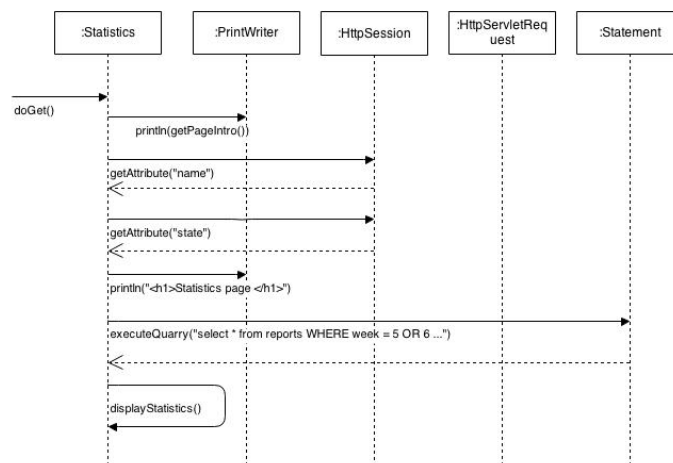 :Statistics
:PrintWriter
:HttpSession
:HttpServletReq
uest
:Statement
doGet()
println(getPageIntro())
getAttribute("name")
getAttribute("state")
println("<h1>Statistics page </h1>")
executeQuarry("select * from reports WHERE week = 5 OR 6 ...")
displayStatistics()